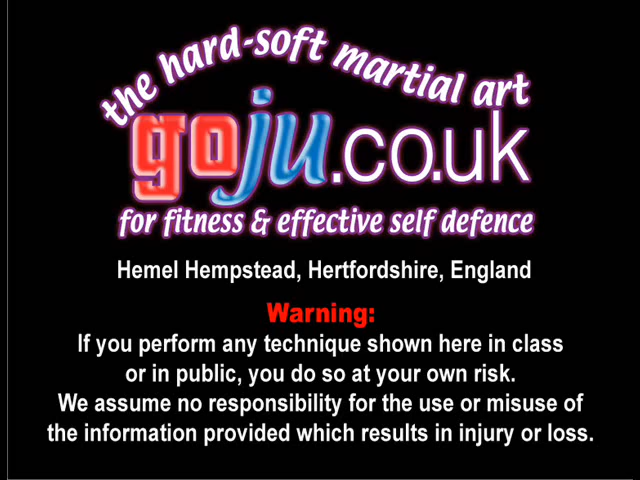 the hard-soft martial art
goju.co.uk
for fitness & effective self defence
Hemel Hempstead, Hertfordshire, England
Warning:
If you perform any technique shown here in class
or in public, you do so at your own risk.
We assume no responsibility for the use or misuse of
the information provided which results in injury or loss.